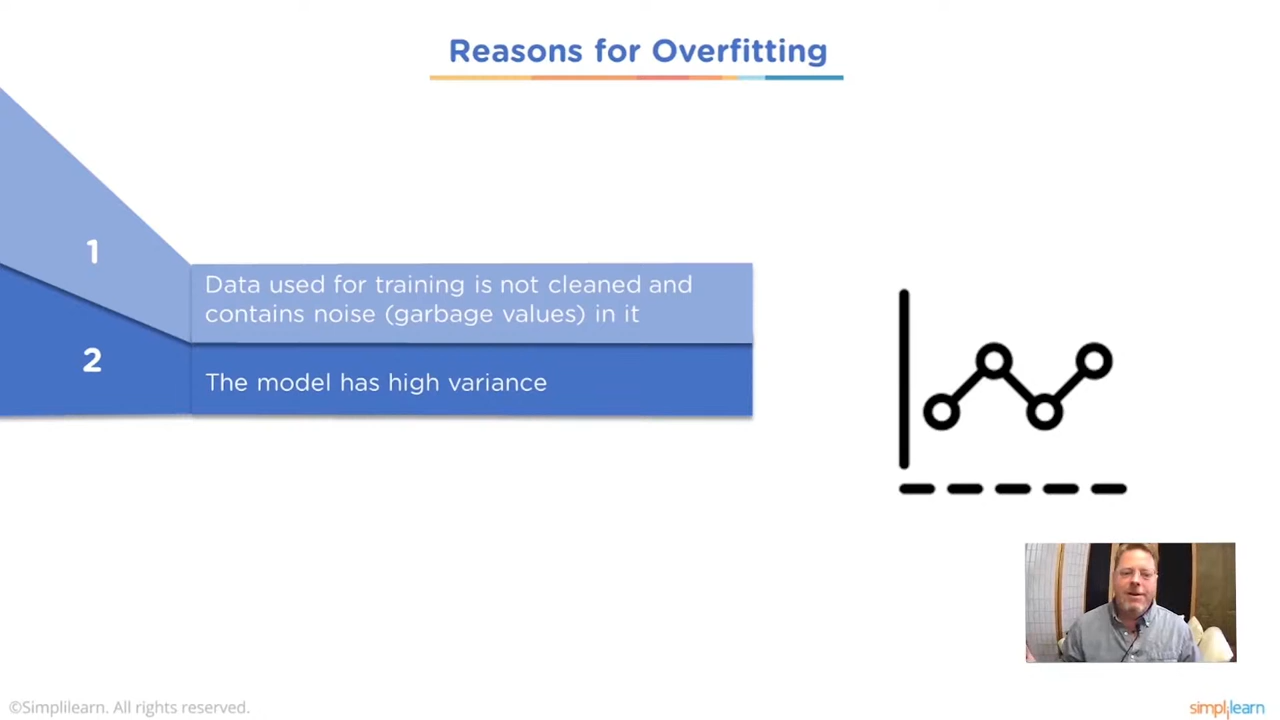 Reasons for Overfitting
1
Data used for training is not cleaned and
contains noise (garbage values) in it
2
The model has high variance
©Simplilearn. All rights reserved.
simplilearn